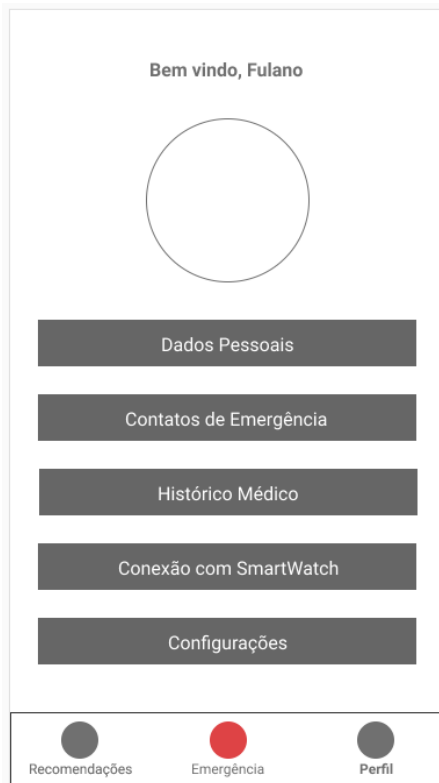 Bem vindo, Fulano
Dados Pessoais
Contatos de Emergência
Histórico Médico
Conexão com SmartWatch
Configurações
Recomendações
Emergência
Perfil